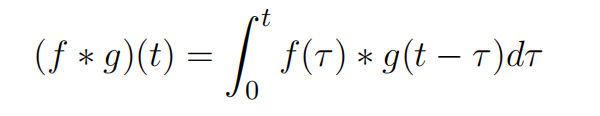 (f ∗ g)(t) = ∫₀ᵗ f(τ) ∗ g(t − τ)dτ